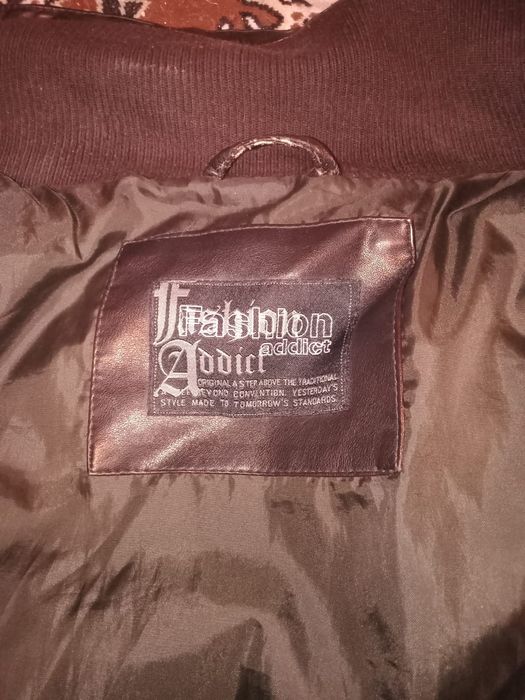 Fashion
Fashion
addict
Addict
ORIGINAL & STEP ABOVE THE TRADITIONAL
BEYOND CONVENTION. YESTERDAY'S
STYLE MADE TO TOMORROW'S STANDARDS.